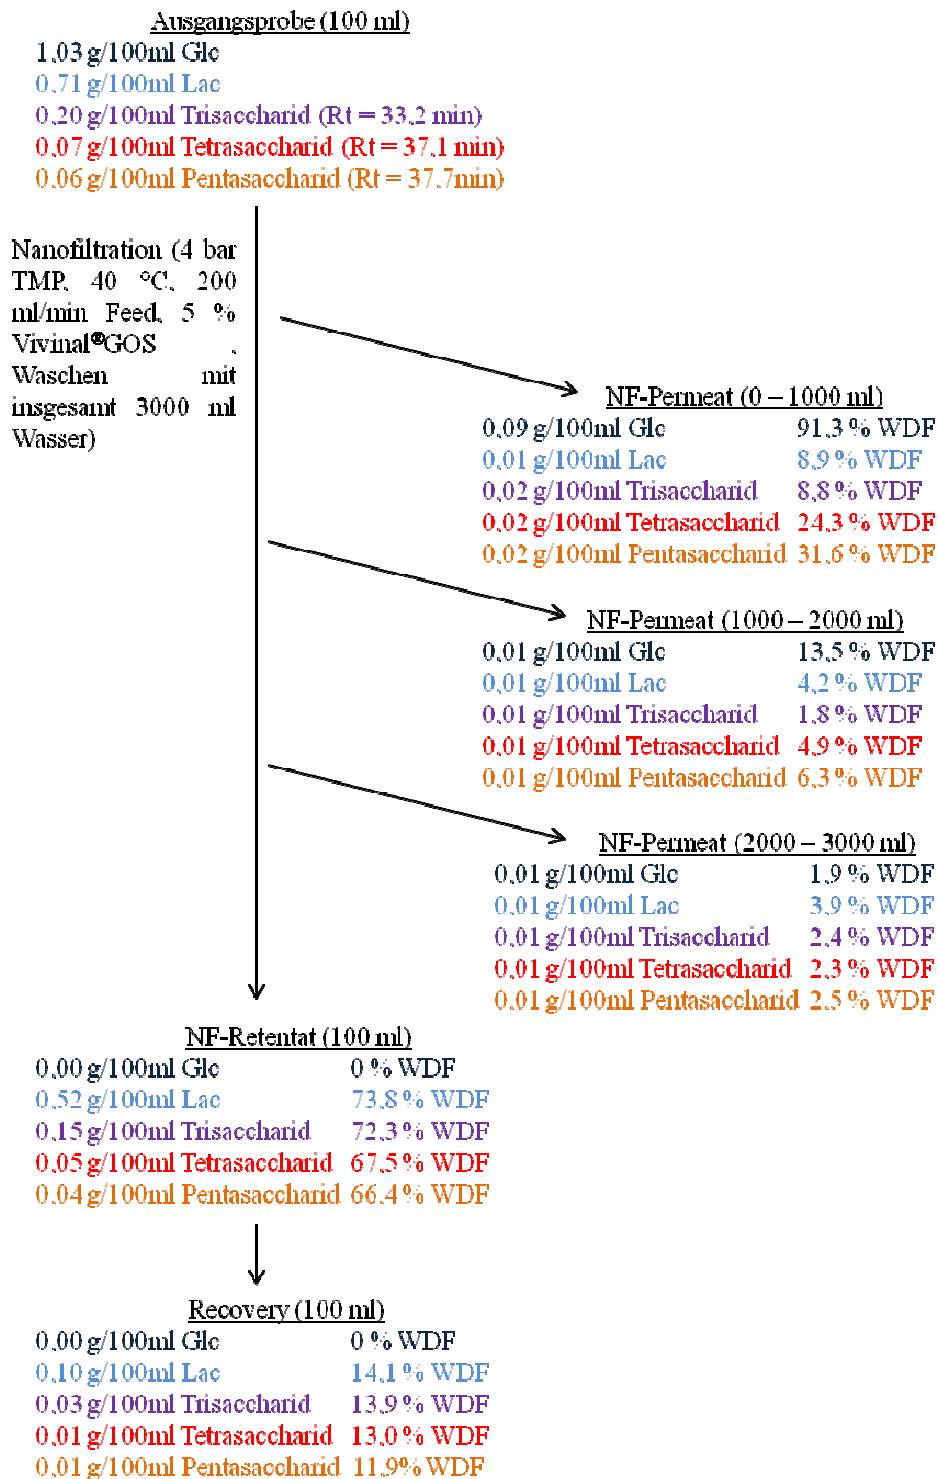 Ausgangsprobe (100 ml)
1,03 g/100ml Glc
0,71 g/100ml Lac
0,20 g/100ml Trisaccharid (Rt = 33,2 min)
0,07 g/100ml Tetrasaccharid (Rt = 37,1 min)
0,06 g/100ml Pentasaccharid (Rt = 37,7min)
Nanofiltration (4 bar
TMP, 40 °C, 200
ml/min Feed, 5 %
Vivinal®GOS ,
Waschen mit
insgesamt 3000 ml
Wasser)
NF-Permeat (0 – 1000 ml)
0,09 g/100ml Glc 91,3 % WDF
0,01 g/100ml Lac 8,9 % WDF
0,02 g/100ml Trisaccharid 8,8 % WDF
0,02 g/100ml Tetrasaccharid 24,3 % WDF
0,02 g/100ml Pentasaccharid 31,6 % WDF
NF-Permeat (1000 – 2000 ml)
0,01 g/100ml Glc 13,5 % WDF
0,01 g/100ml Lac 4,2 % WDF
0,01 g/100ml Trisaccharid 1,8 % WDF
0,01 g/100ml Tetrasaccharid 4,9 % WDF
0,01 g/100ml Pentasaccharid 6,3 % WDF
NF-Permeat (2000 – 3000 ml)
0,01 g/100ml Glc 1,9 % WDF
0,01 g/100ml Lac 3,9 % WDF
0,01 g/100ml Trisaccharid 2,4 % WDF
0,01 g/100ml Tetrasaccharid 2,3 % WDF
0,01 g/100ml Pentasaccharid 2,5 % WDF
NF-Retentat (100 ml)
0,00 g/100ml Glc 0 % WDF
0,52 g/100ml Lac 73,8 % WDF
0,15 g/100ml Trisaccharid 72,3 % WDF
0,05 g/100ml Tetrasaccharid 67,5 % WDF
0,04 g/100ml Pentasaccharid 66,4 % WDF
Recovery (100 ml)
0,00 g/100ml Glc 0 % WDF
0,10 g/100ml Lac 14,1 % WDF
0,03 g/100ml Trisaccharid 13,9 % WDF
0,01 g/100ml Tetrasaccharid 13,0 % WDF
0,01 g/100ml Pentasaccharid 11,9% WDF